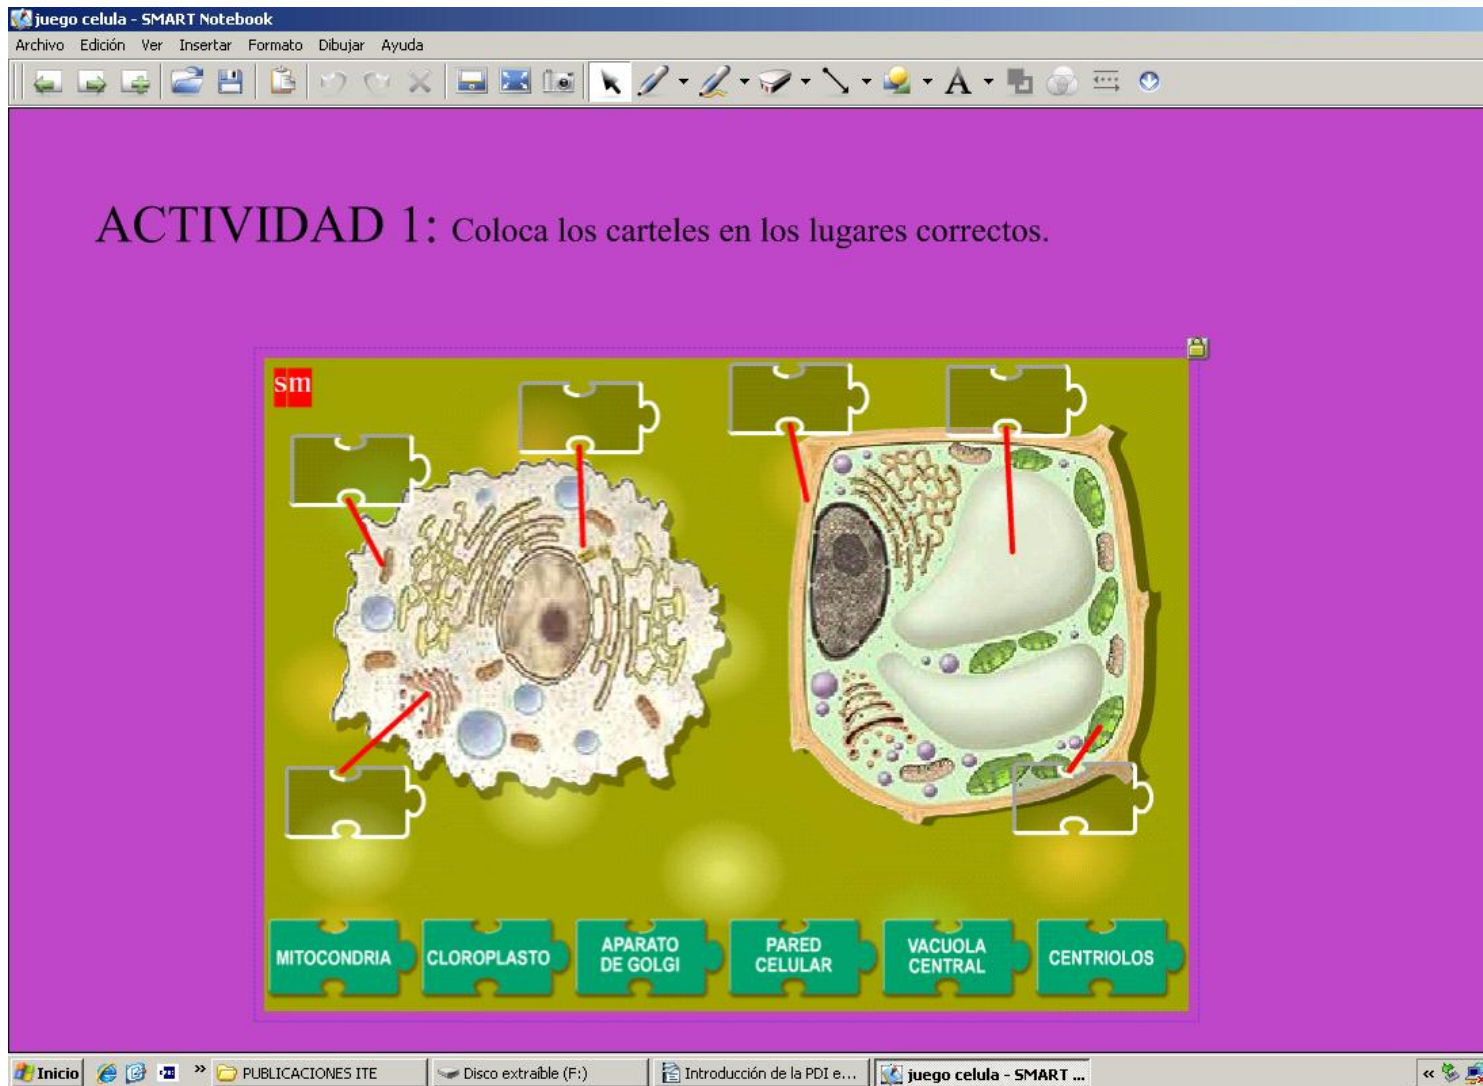 juego celula - SMART Notebook
Archivo Edición Ver Insertar Formato Dibujar Ayuda
A
ACTIVIDAD 1: Coloca los carteles en los lugares correctos.
sm
MITOCONDRIA
CLOROPLASTO
APARATO
DE GOLGI
PARED
CELULAR
VACUOLA
CENTRAL
CENTRIOLOS
Inicio » PUBLICACIONES ITE Disco extraíble (F:) Introducción de la PDI e... juego celula - SMART ... «